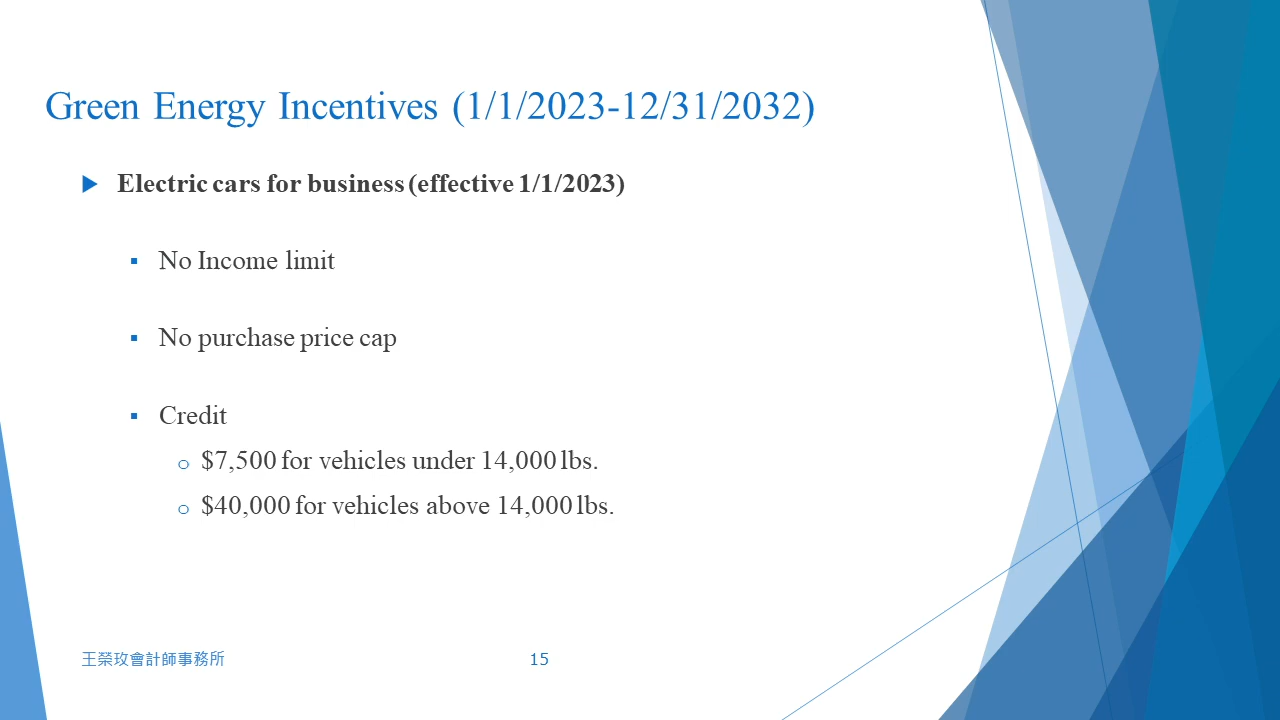 Green Energy Incentives (1/1/2023-12/31/2032)
Electric cars for business (effective 1/1/2023)
No Income limit
No purchase price cap
Credit
$7,500 for vehicles under 14,000 lbs.
$40,000 for vehicles above 14,000 lbs.
王榮玫會計師事務所
15